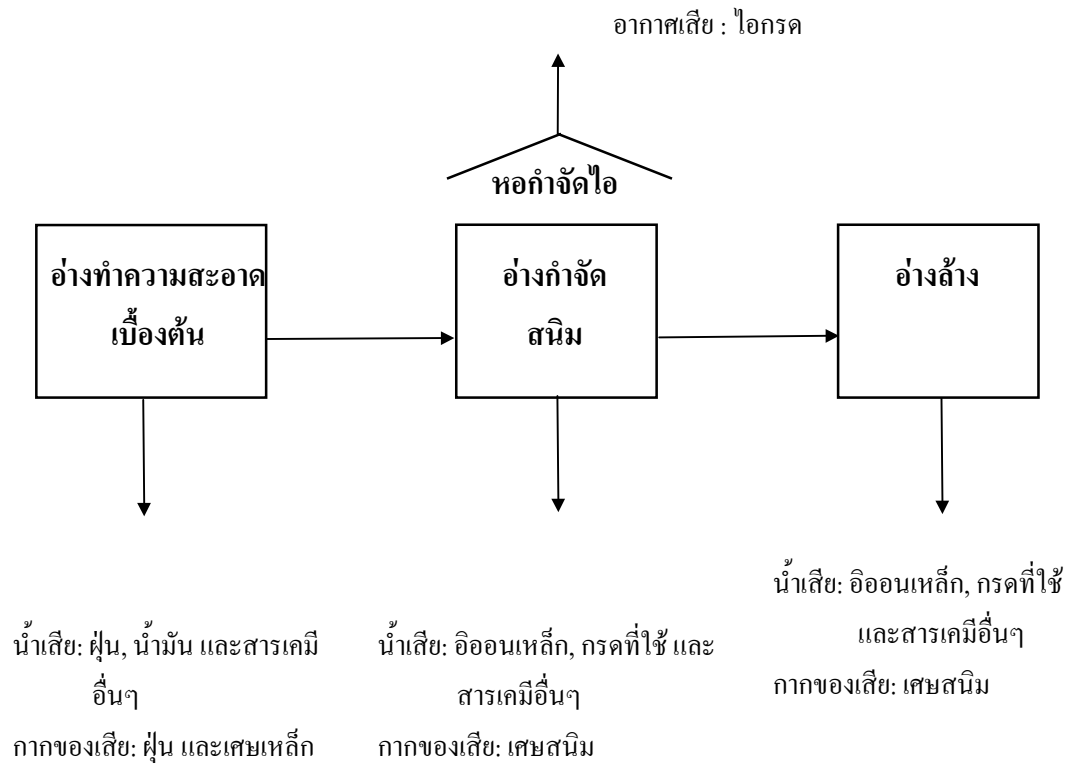 อากาศเสีย : ไอกรด
หอกำจัดไอ
อ่างทำความสะอาด
เบื้องต้น
อ่างกำจัด
สนิม
อ่างล้าง
น้ำเสีย: ฝุ่น, น้ำมัน และสารเคมี
อื่นๆ
กากของเสีย: ฝุ่น และเศษเหล็ก
น้ำเสีย: อิออนเหล็ก, กรดที่ใช้ และ
สารเคมีอื่นๆ
กากของเสีย: เศษสนิม
น้ำเสีย: อิออนเหล็ก, กรดที่ใช้
และสารเคมีอื่นๆ
กากของเสีย: เศษสนิม